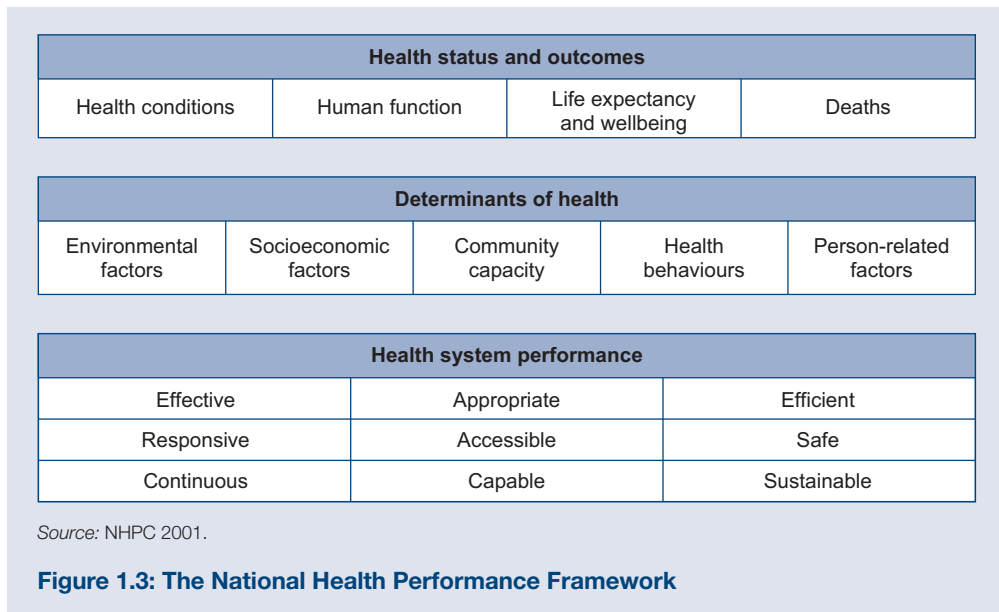 Health status and outcomes
Health conditions
Human function
Life expectancy
and wellbeing
Deaths
Determinants of health
Environmental
factors
Socioeconomic
factors
Community
capacity
Health
behaviours
Person-related
factors
Health system performance
Effective
Appropriate
Efficient
Responsive
Accessible
Safe
Continuous
Capable
Sustainable
Source: NHPC 2001.
Figure 1.3: The National Health Performance Framework